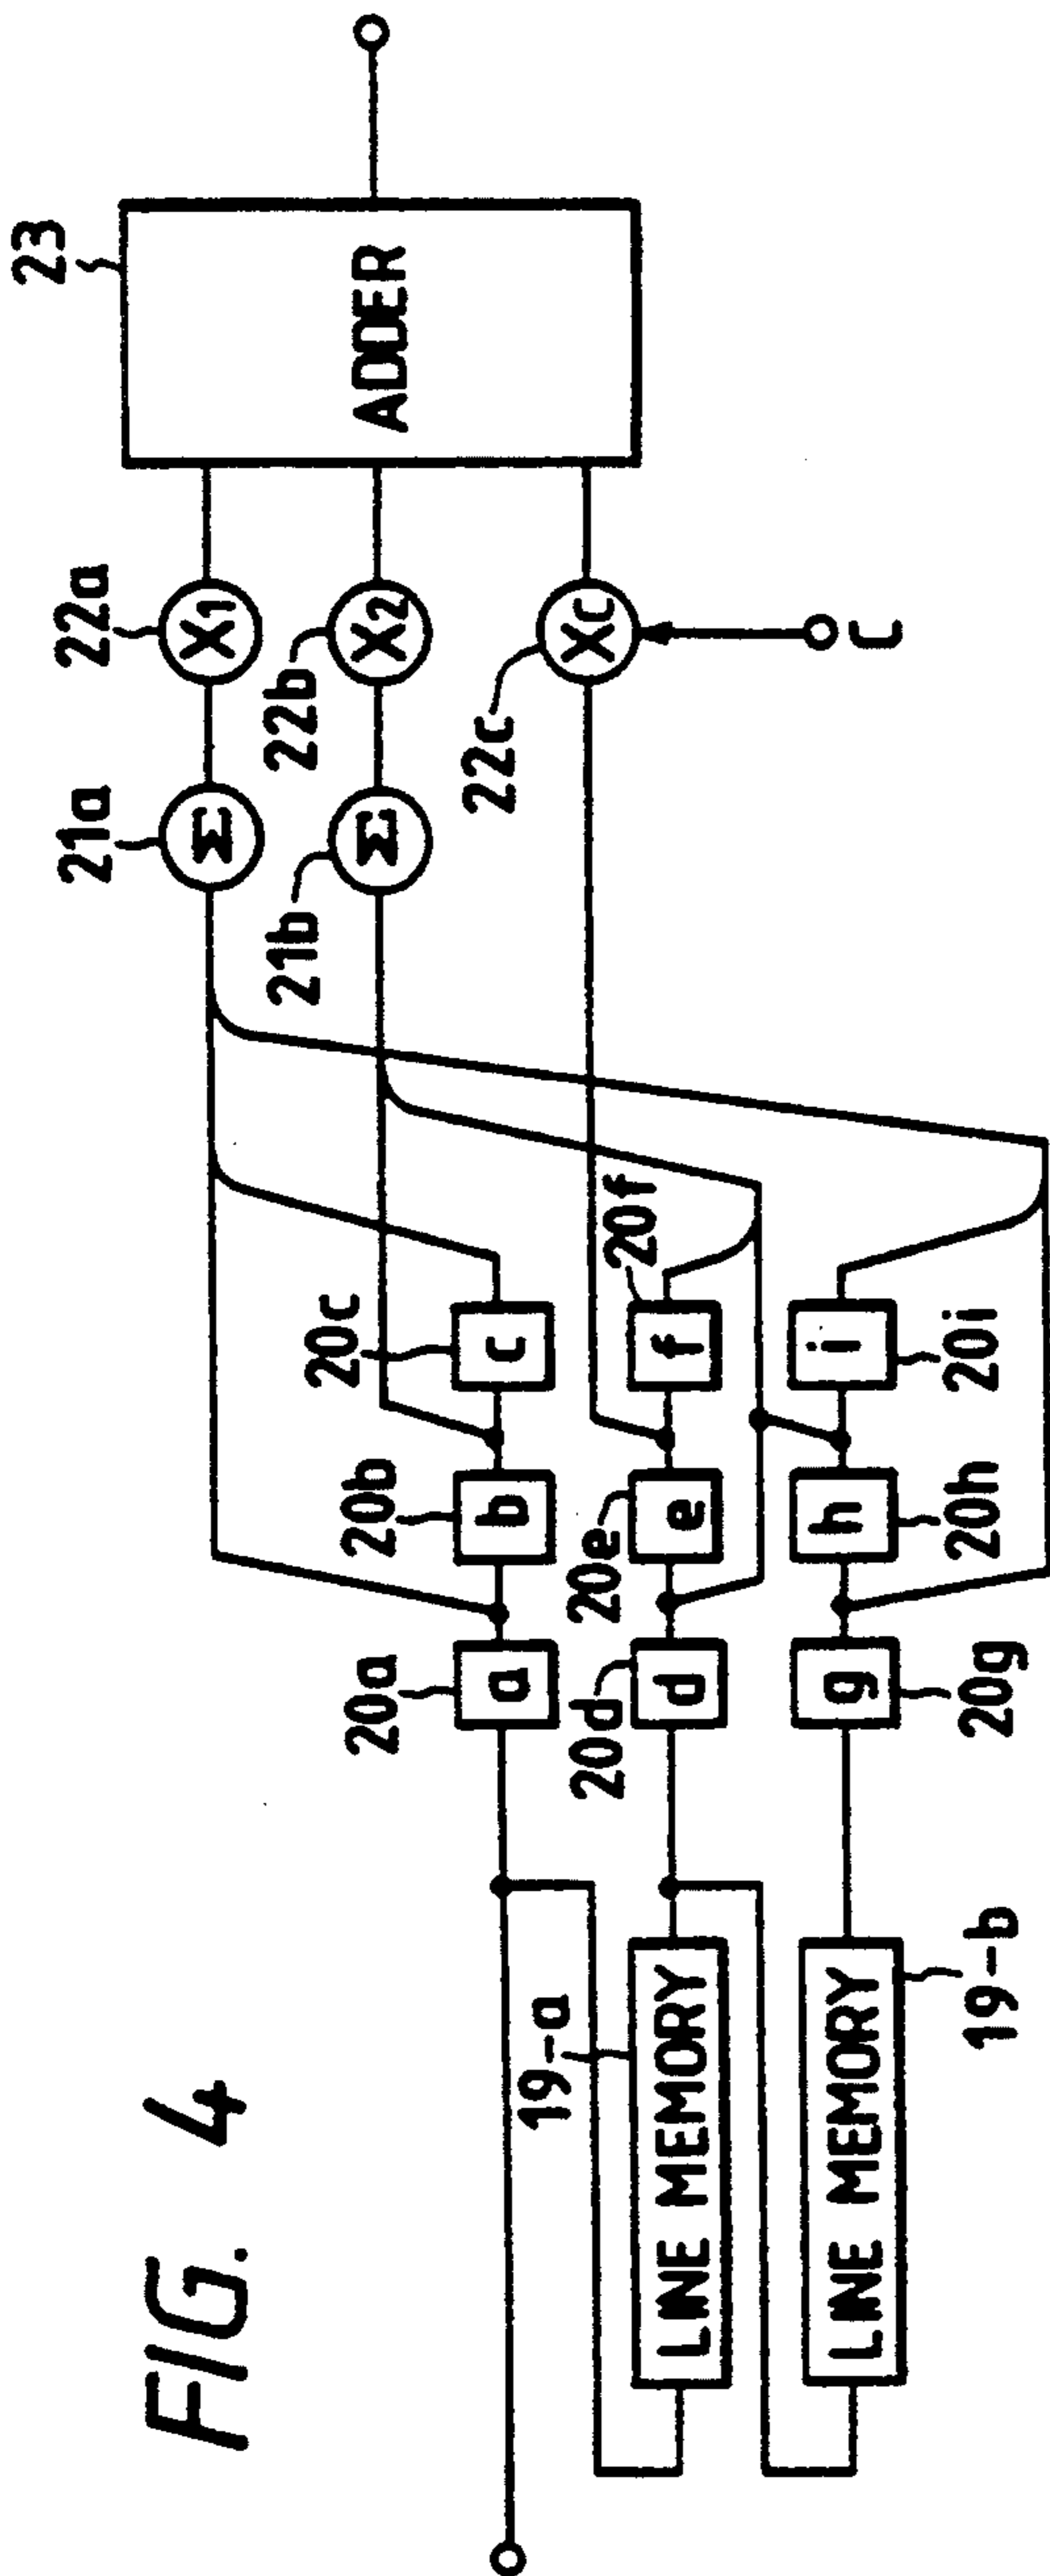 FIG. 4
23
ADDER
22a
X1
22b
X2
22c
XC
C
21a
Σ
21b
Σ
20a
a
20b
b
20c
c
20d
d
20e
e
20f
f
20g
g
20h
h
20i
i
19-a
LINE MEMORY
19-b
LINE MEMORY